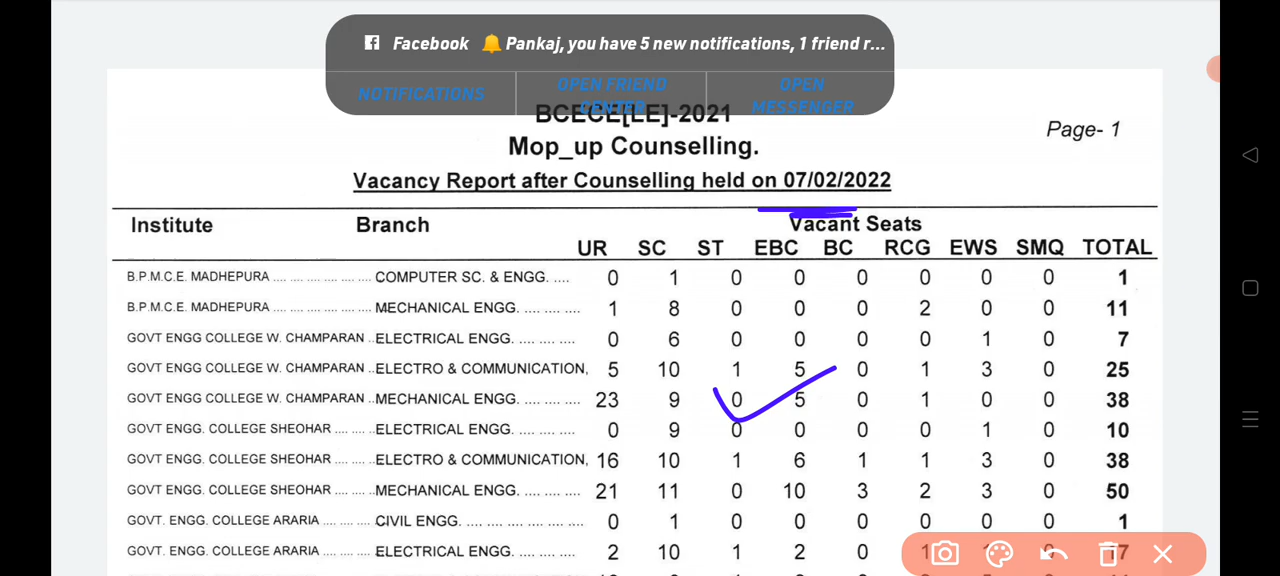 Facebook 🔔 Pankaj, you have 5 new notifications, 1 friend r...
NOTIFICATIONS OPEN FRIEND CENTER OPEN MESSENGER
BCECE[LE]-2021
Page- 1
Mop_up Counselling.
Vacancy Report after Counselling held on 07/02/2022
Institute Branch Vacant Seats
UR SC ST EBC BC RCG EWS SMQ TOTAL
B.P.M.C.E. MADHEPURA .... .... .... .... .... .... COMPUTER SC. & ENGG. .... 0 1 0 0 0 0 0 0 1
B.P.M.C.E. MADHEPURA .... .... .... .... .... .... MECHANICAL ENGG. .... .... .... 1 8 0 0 0 2 0 0 11
GOVT ENGG COLLEGE W. CHAMPARAN .. ELECTRICAL ENGG. .... .... .... 0 6 0 0 0 0 1 0 7
GOVT ENGG COLLEGE W. CHAMPARAN .. ELECTRO & COMMUNICATION, 5 10 1 5 0 1 3 0 25
GOVT ENGG COLLEGE W. CHAMPARAN .. MECHANICAL ENGG. .... .... .... 23 9 0 5 0 1 0 0 38
GOVT ENGG. COLLEGE SHEOHAR .... .... .. ELECTRICAL ENGG. .... .... .... 0 9 0 0 0 0 1 0 10
GOVT ENGG. COLLEGE SHEOHAR .... .... .. ELECTRO & COMMUNICATION, 16 10 1 6 1 1 3 0 38
GOVT ENGG. COLLEGE SHEOHAR .... .... .. MECHANICAL ENGG. .... .... .... 21 11 0 10 3 2 3 0 50
GOVT. ENGG. COLLEGE ARARIA .... .... .... CIVIL ENGG. .... .... .... .... .... .... 0 1 0 0 0 0 0 0 1
GOVT. ENGG. COLLEGE ARARIA .... .... .... ELECTRICAL ENGG. .... .... .... 2 10 1 2 0 1 0 17